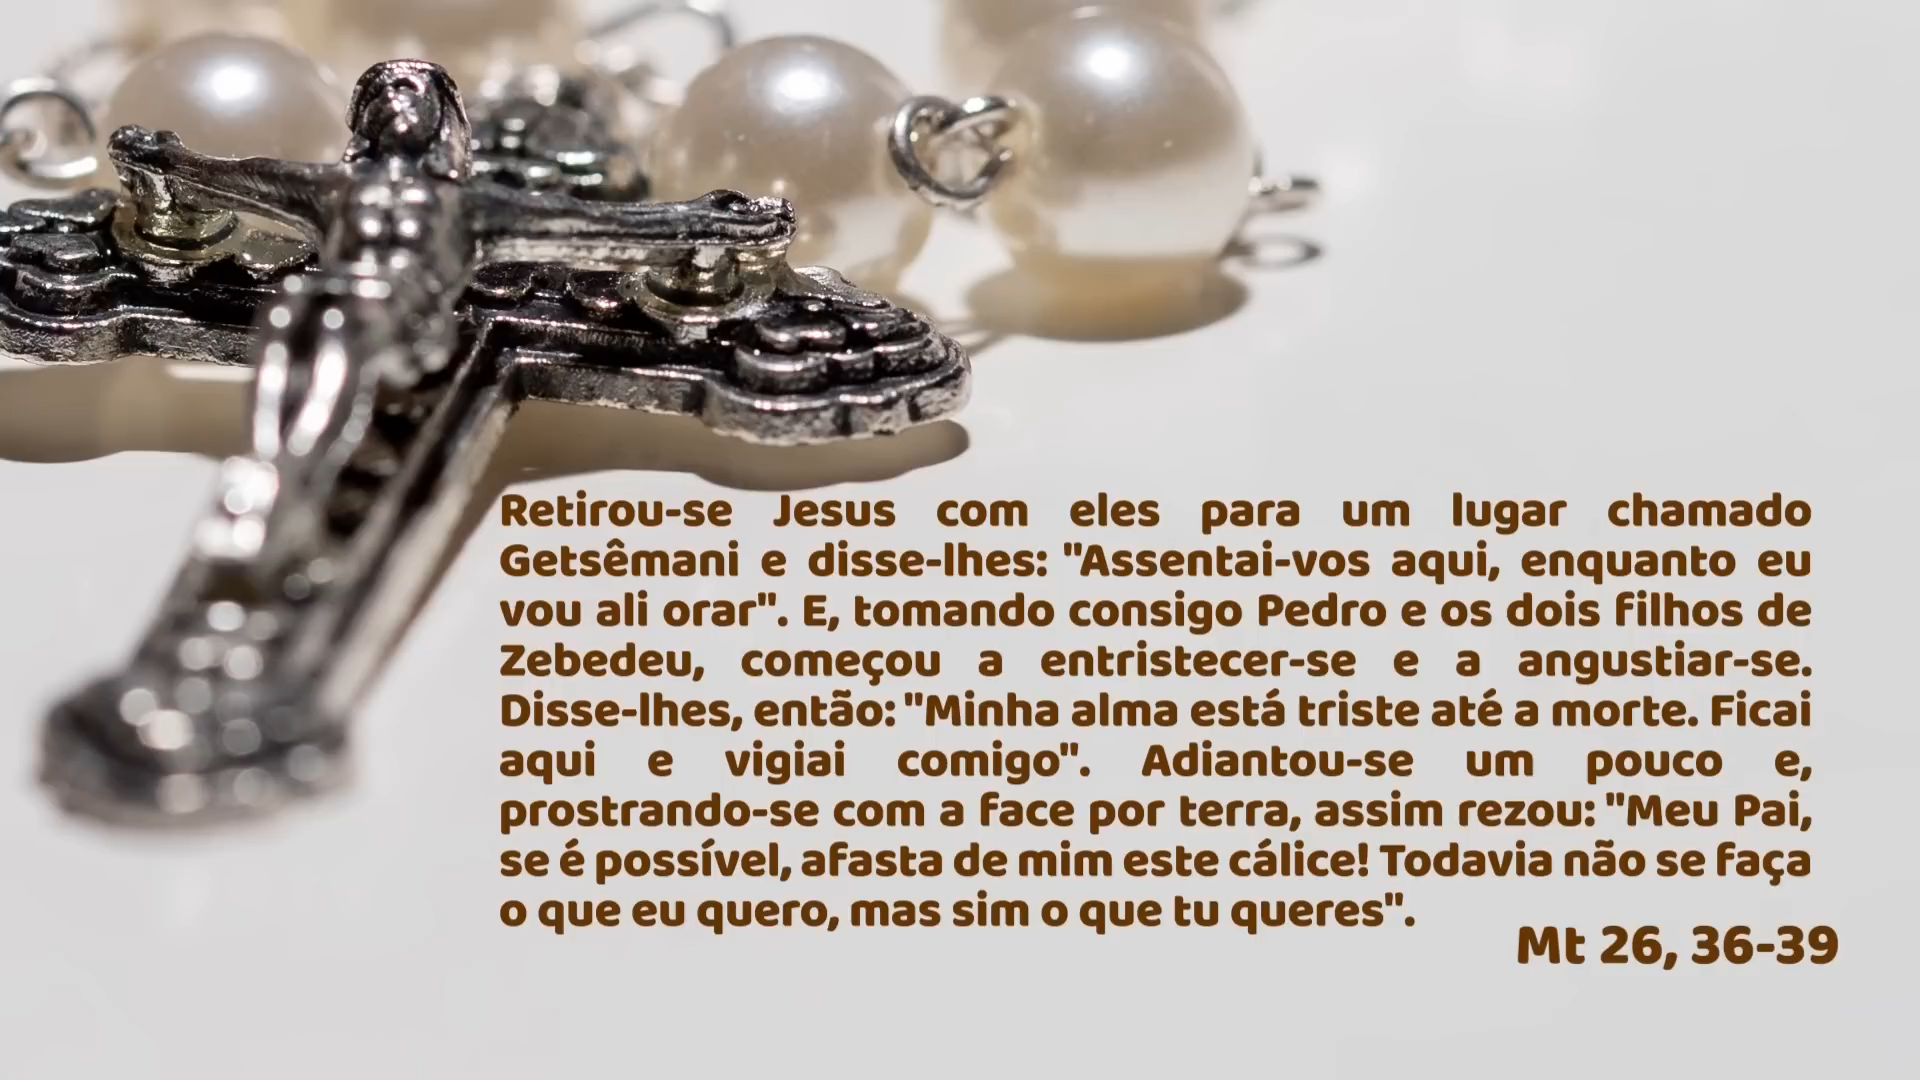 Retirou-se Jesus com eles para um lugar chamado
Getsêmani e disse-lhes: "Assentai-vos aqui, enquanto eu
vou ali orar". E, tomando consigo Pedro e os dois filhos de
Zebedeu, começou a entristecer-se e a angustiar-se.
Disse-lhes, então: "Minha alma está triste até a morte. Ficai
aqui e vigiai comigo". Adiantou-se um pouco e,
prostrando-se com a face por terra, assim rezou: "Meu Pai,
se é possível, afasta de mim este cálice! Todavia não se faça
o que eu quero, mas sim o que tu queres".
Mt 26, 36-39